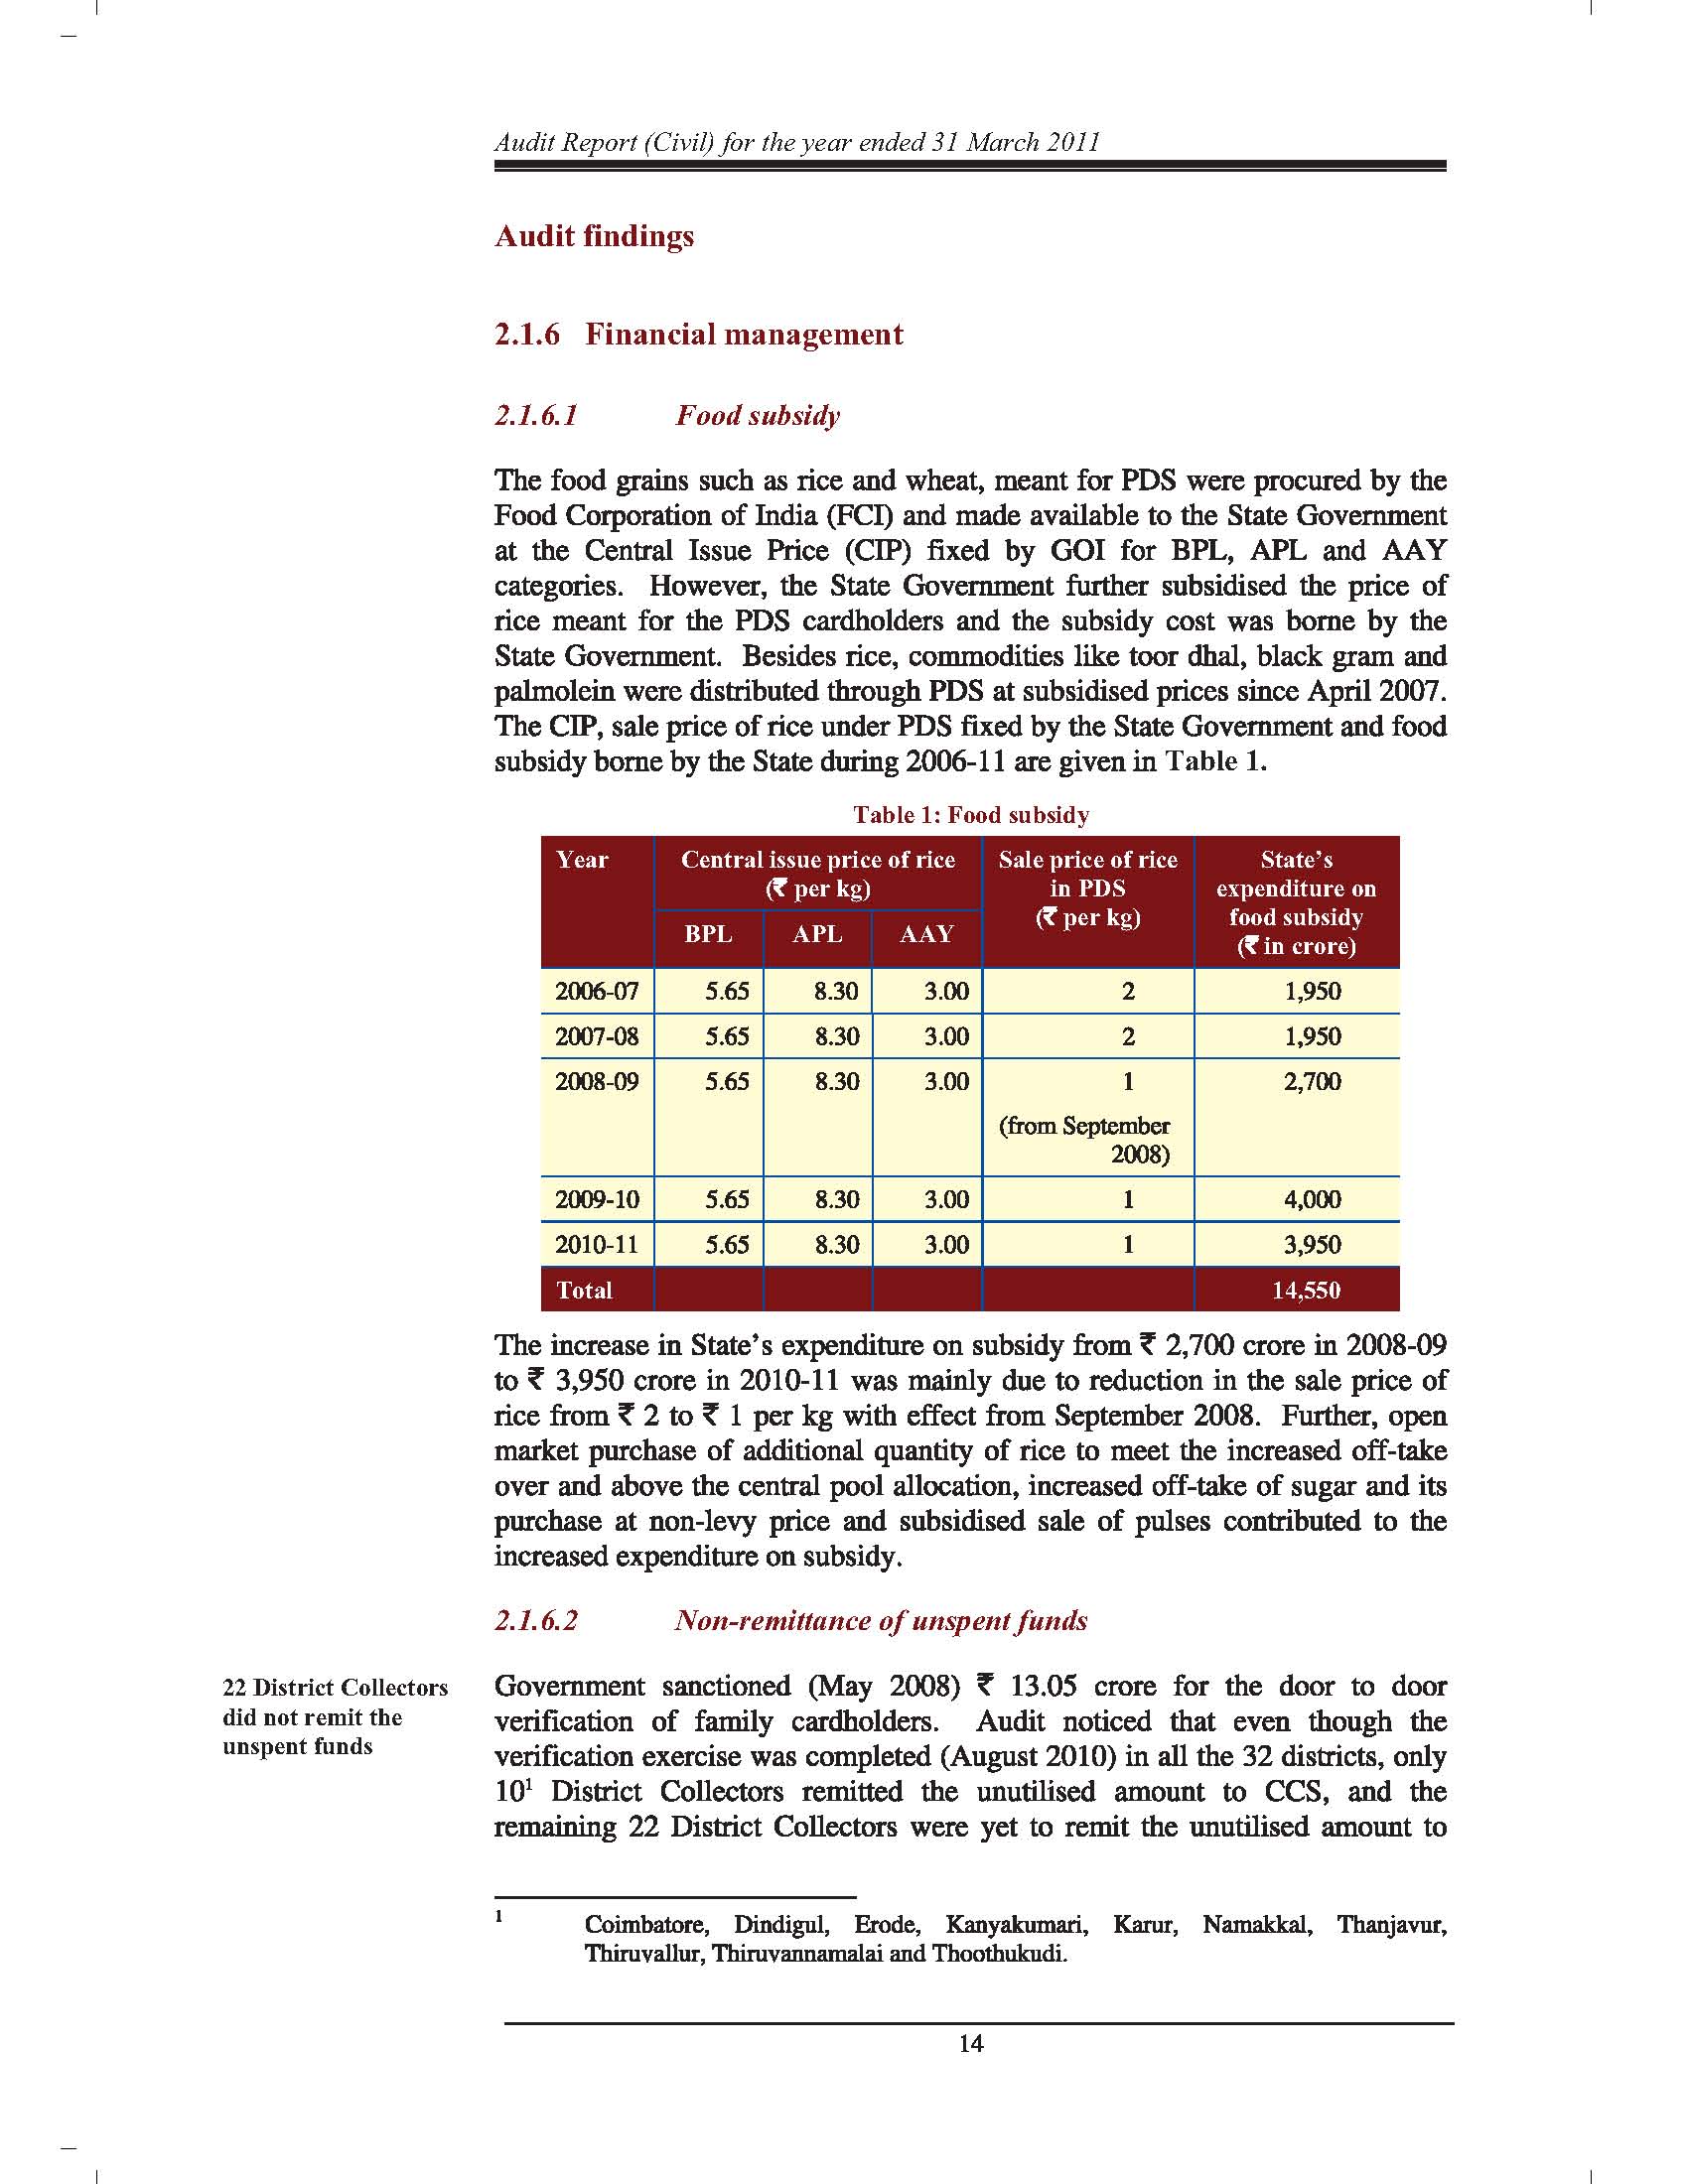 Audit Report (Civil) for the year ended 31 March 2011
Audit findings
2.1.6 Financial management
2.1.6.1 Food subsidy
The food grains such as rice and wheat, meant for PDS were procured by the
Food Corporation of India (FCI) and made available to the State Government
at the Central Issue Price (CIP) fixed by GOI for BPL, APL and AAY
categories. However, the State Government further subsidised the price of
rice meant for the PDS cardholders and the subsidy cost was borne by the
State Government. Besides rice, commodities like toor dhal, black gram and
palmolein were distributed through PDS at subsidised prices since April 2007.
The CIP, sale price of rice under PDS fixed by the State Government and food
subsidy borne by the State during 2006-11 are given in Table 1.
Table 1: Food subsidy
Year Central issue price of rice (₹ per kg) Sale price of rice in PDS (₹ per kg) State's expenditure on food subsidy (₹ in crore)
BPL APL AAY
2006-07 5.65 8.30 3.00 2 1,950
2007-08 5.65 8.30 3.00 2 1,950
2008-09 5.65 8.30 3.00 1 2,700
(from September
2008)
2009-10 5.65 8.30 3.00 1 4,000
2010-11 5.65 8.30 3.00 1 3,950
Total 14,550
The increase in State's expenditure on subsidy from ₹ 2,700 crore in 2008-09
to ₹ 3,950 crore in 2010-11 was mainly due to reduction in the sale price of
rice from ₹ 2 to ₹ 1 per kg with effect from September 2008. Further, open
market purchase of additional quantity of rice to meet the increased off-take
over and above the central pool allocation, increased off-take of sugar and its
purchase at non-levy price and subsidised sale of pulses contributed to the
increased expenditure on subsidy.
2.1.6.2 Non-remittance of unspent funds
22 District Collectors
did not remit the
unspent funds
Government sanctioned (May 2008) ₹ 13.05 crore for the door to door
verification of family cardholders. Audit noticed that even though the
verification exercise was completed (August 2010) in all the 32 districts, only
10¹ District Collectors remitted the unutilised amount to CCS, and the
remaining 22 District Collectors were yet to remit the unutilised amount to
1 Coimbatore, Dindigul, Erode, Kanyakumari, Karur, Namakkal, Thanjavur,
Thiruvallur, Thiruvannamalai and Thoothukudi.
14